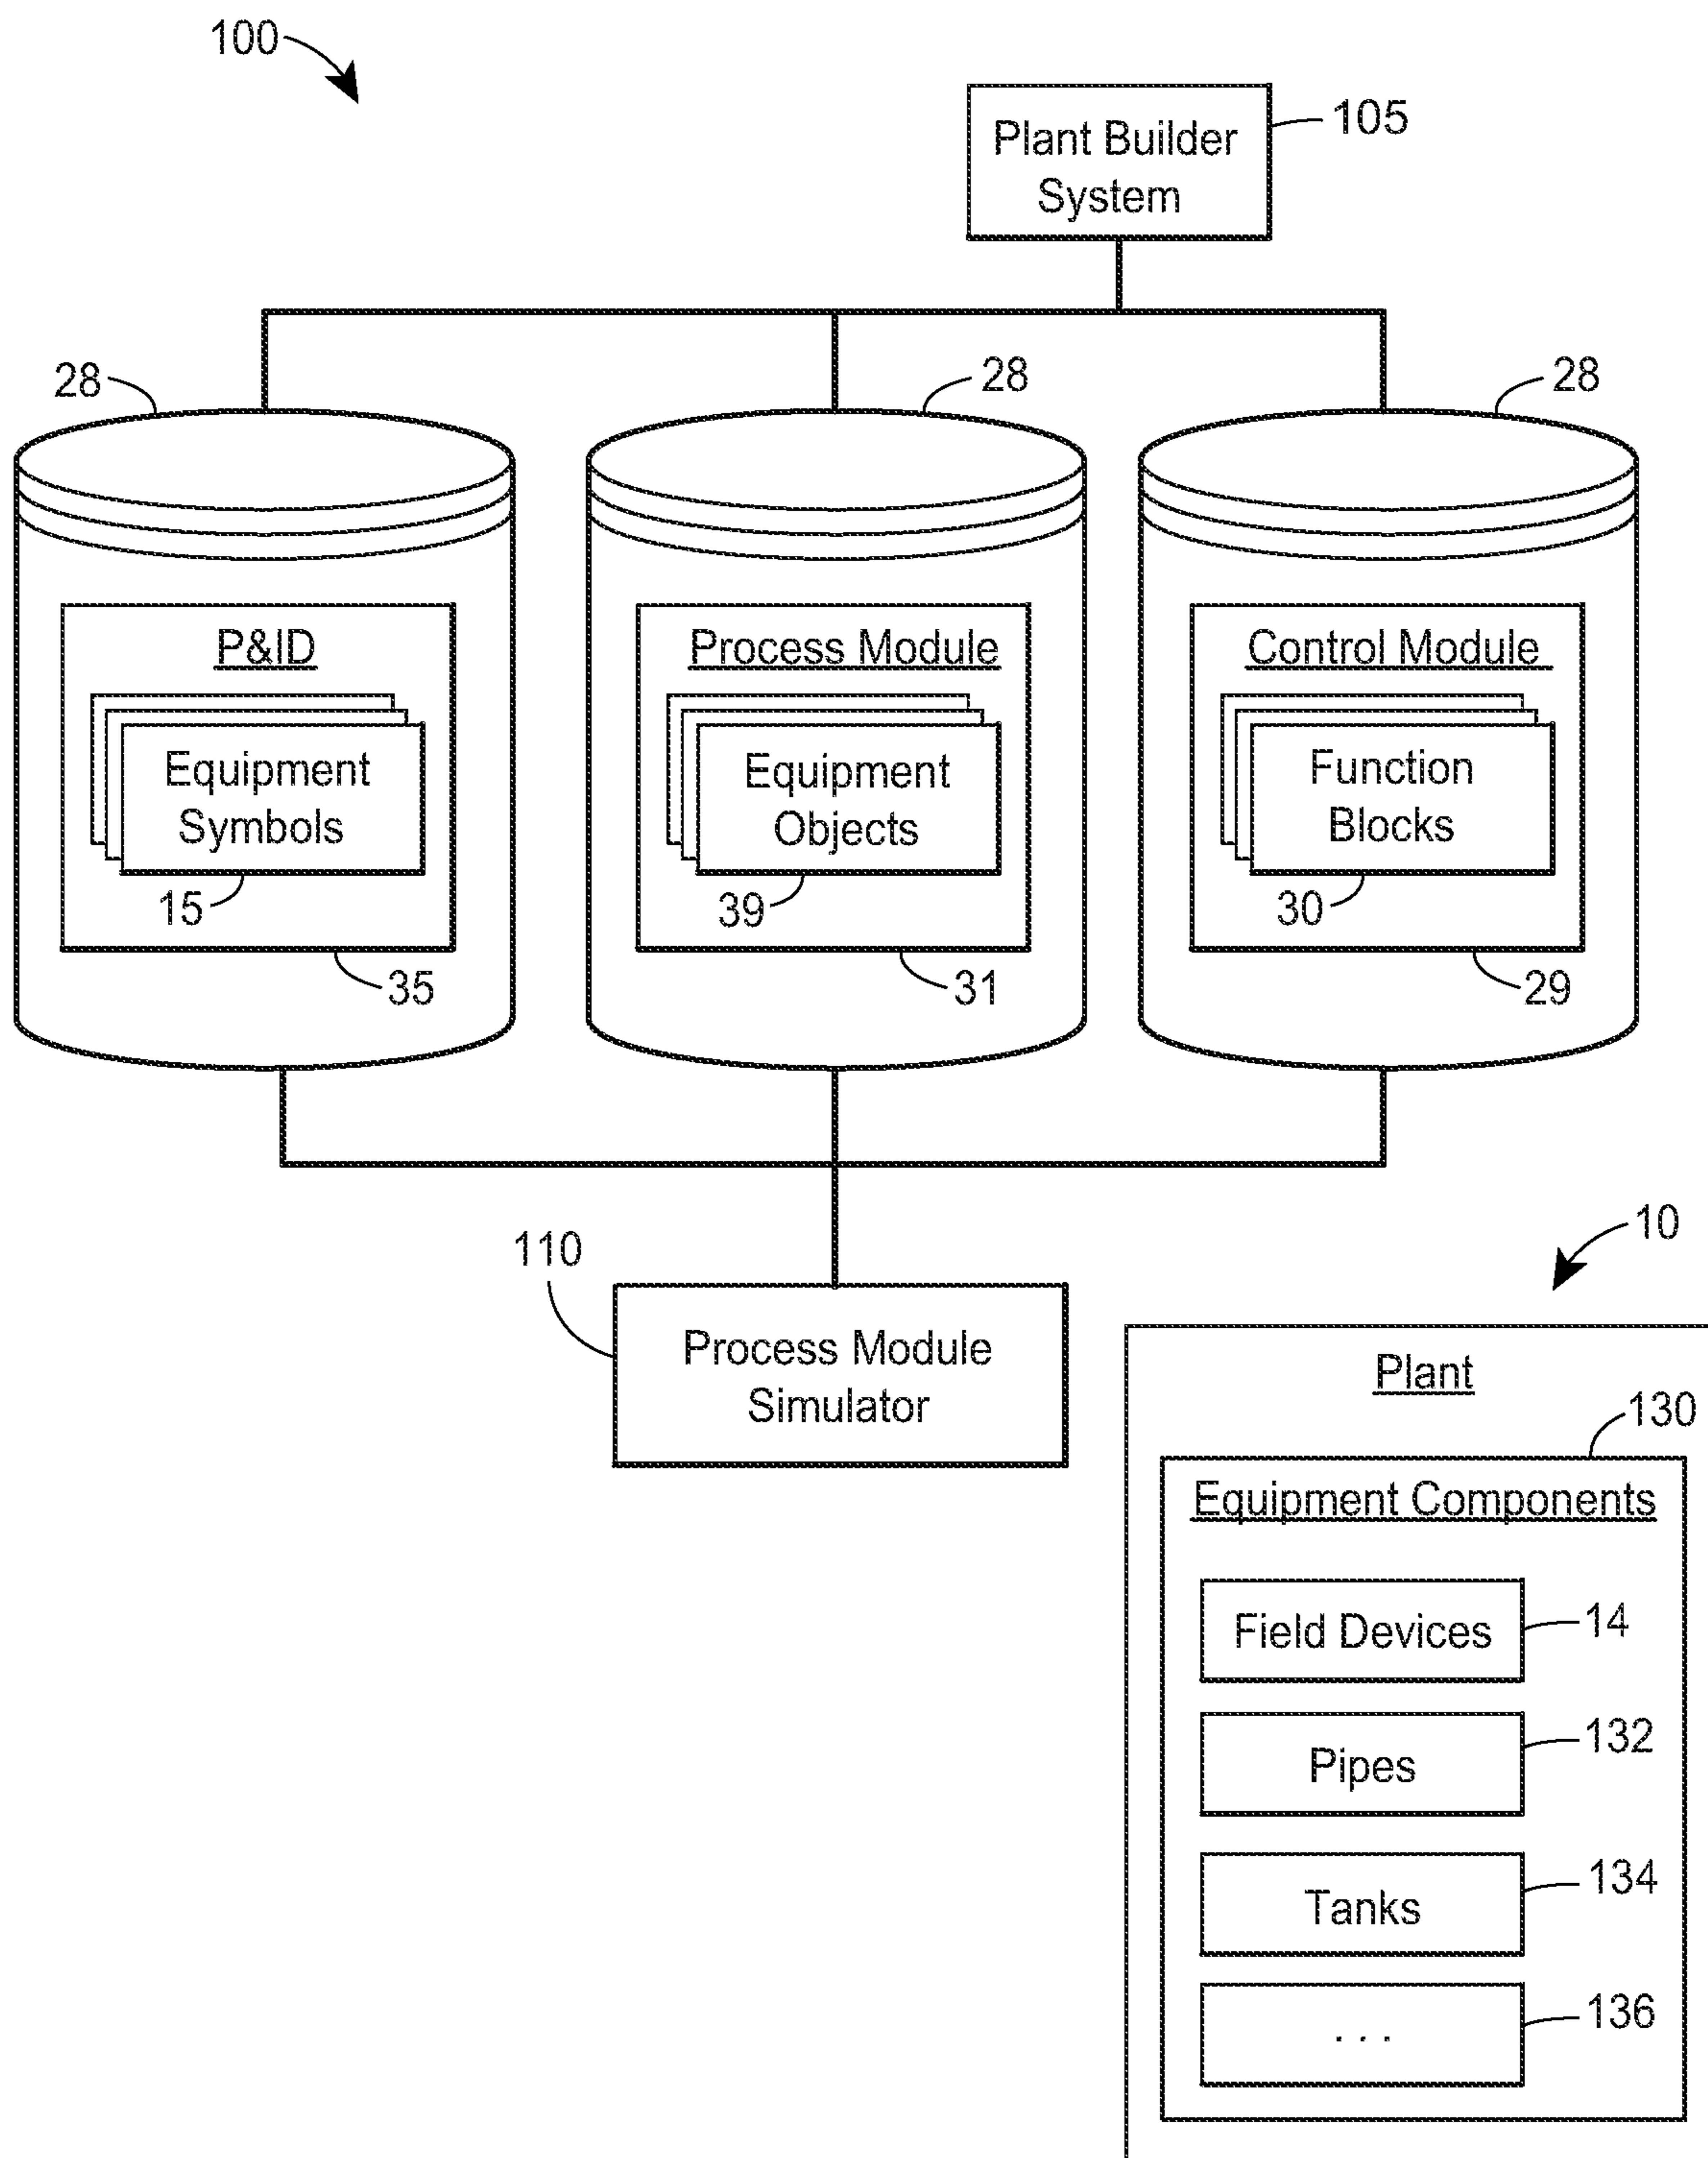 100
Plant Builder
System
105
28
28
28
P&ID
Equipment
Symbols
15
35
Process Module
Equipment
Objects
39
31
Control Module
Function
Blocks
30
29
110
Process Module
Simulator
10
Plant
130
Equipment Components
Field Devices
14
Pipes
132
Tanks
134
. . .
136